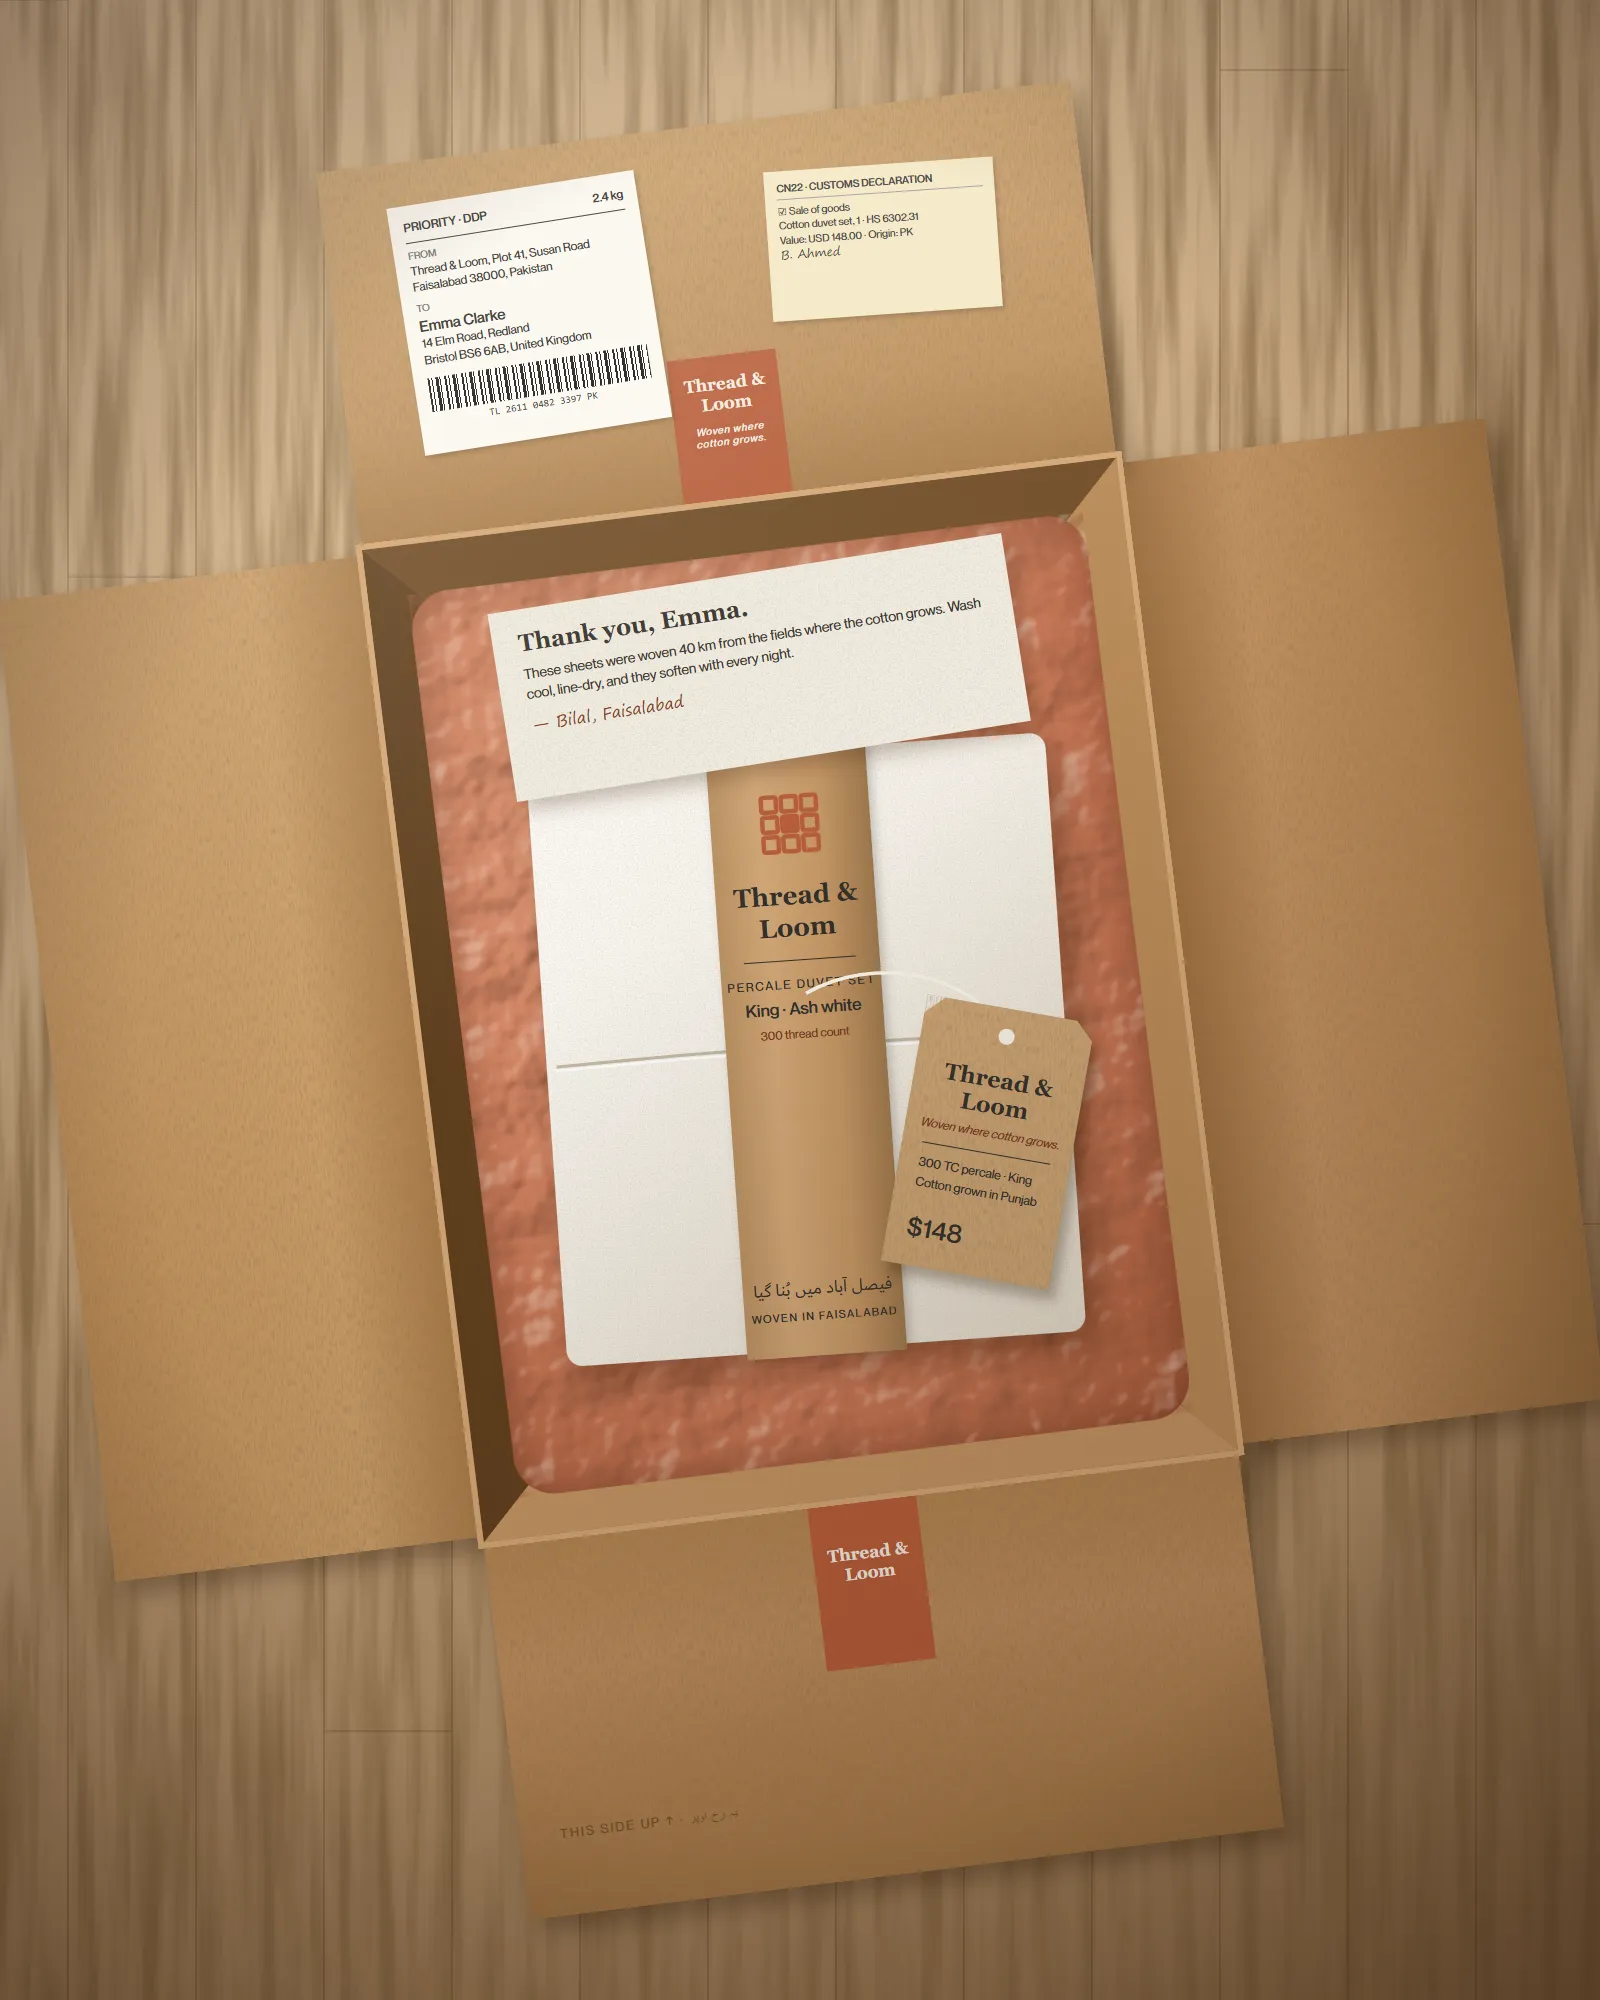 PRIORITY · DDP
2.4 kg
FROM
Thread & Loom, Plot 41, Susan Road
Faisalabad 38000, Pakistan
TO
Emma Clarke
14 Elm Road, Redland
Bristol BS6 6AB, United Kingdom
TL 2611 0482 3397 PK
CN22 · CUSTOMS DECLARATION
☑ Sale of goods
Cotton duvet set, 1 · HS 6302.31
Value: USD 148.00 · Origin: PK
B. Ahmed
Thread &
Loom
Woven where
cotton grows.
Thank you, Emma.
These sheets were woven 40 km from the fields where the cotton grows. Wash
cool, line-dry, and they soften with every night.
— Bilal, Faisalabad
Thread &
Loom
PERCALE DUVET SET
King · Ash white
300 thread count
فیصل آباد میں بُنا گیا
WOVEN IN FAISALABAD
Thread &
Loom
Woven where cotton grows.
300 TC percale · King
Cotton grown in Punjab
$148
Thread &
Loom
THIS SIDE UP ↑ ·